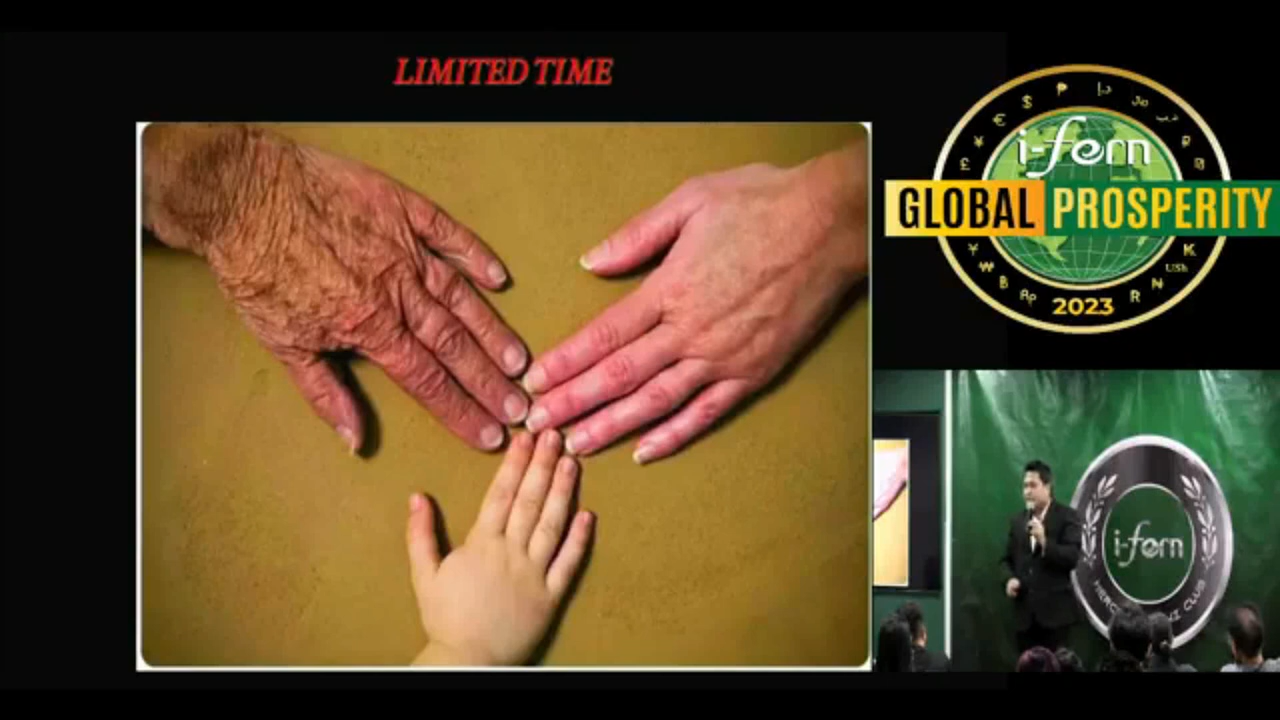 LIMITED TIME
i-fern
GLOBAL PROSPERITY
2023
i-fern